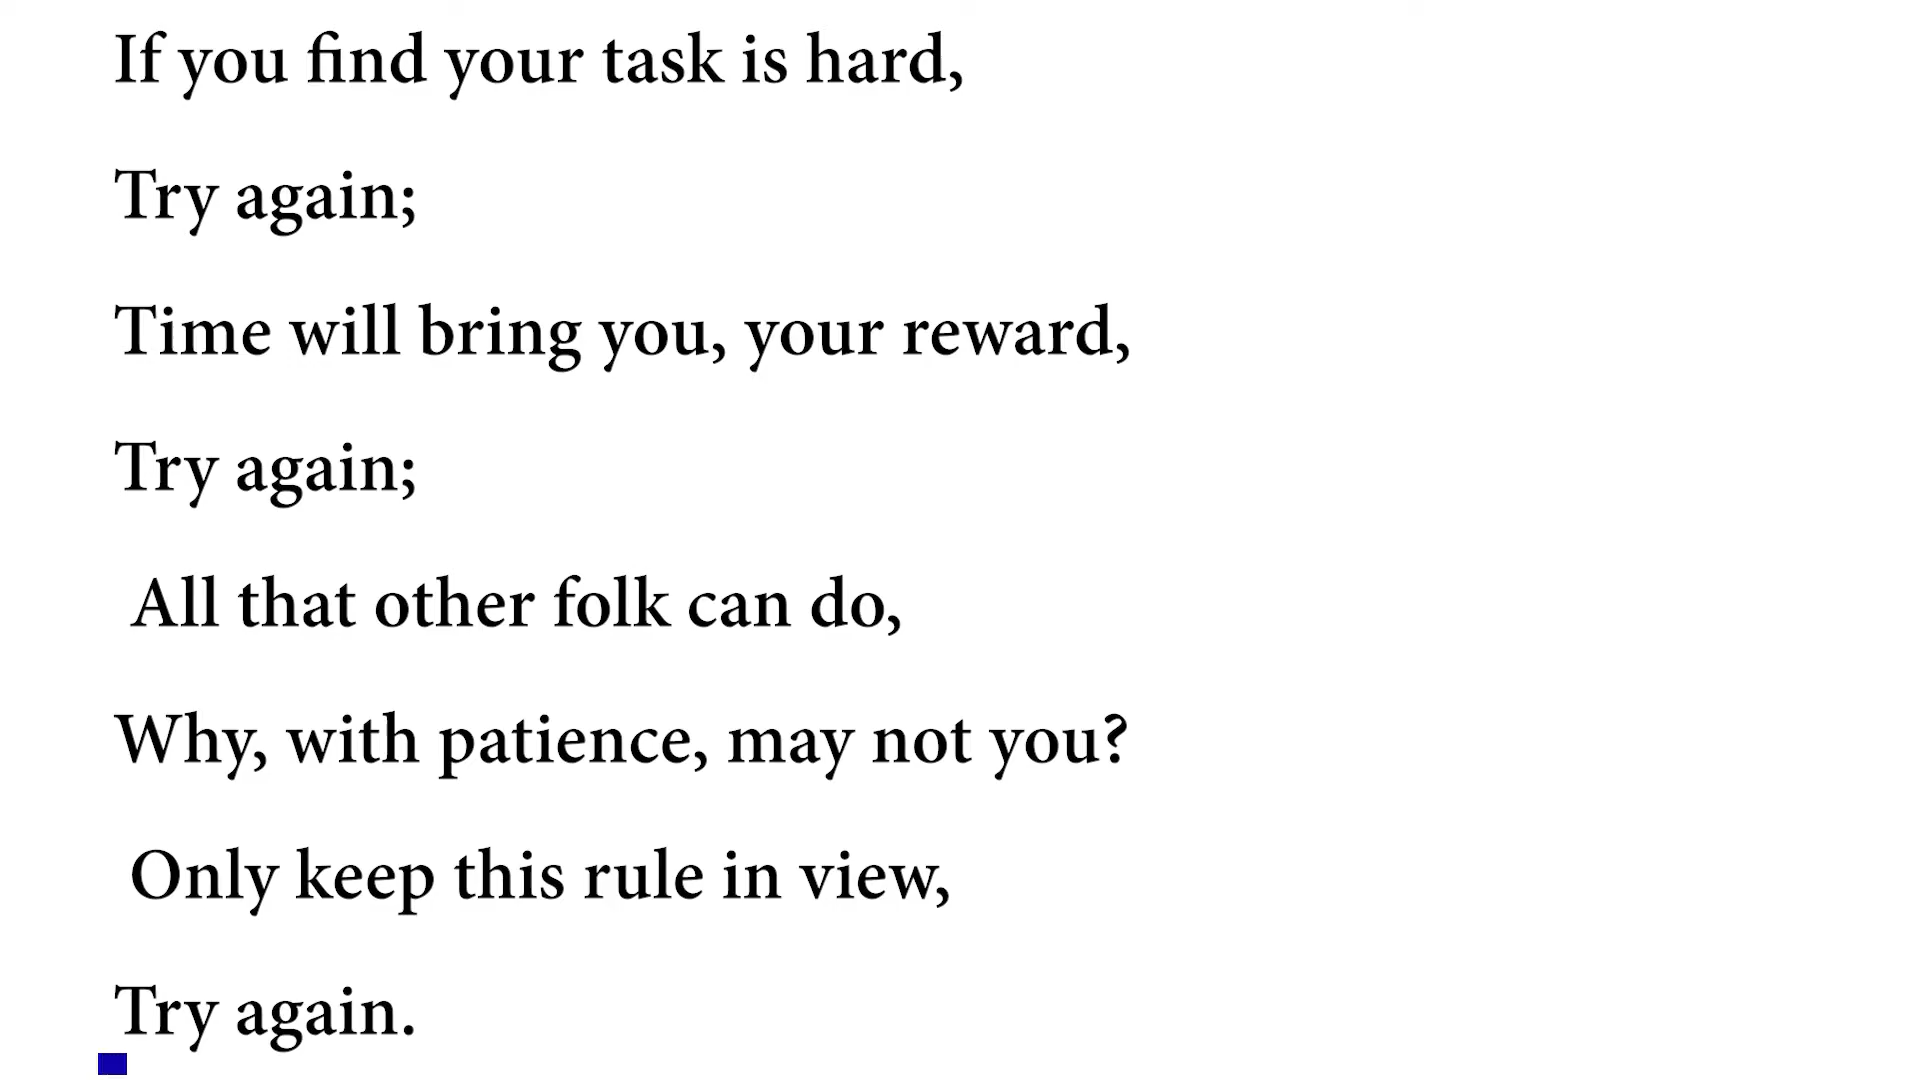 If you find your task is hard,
Try again;
Time will bring you, your reward,
Try again;
All that other folk can do,
Why, with patience, may not you?
Only keep this rule in view,
Try again.